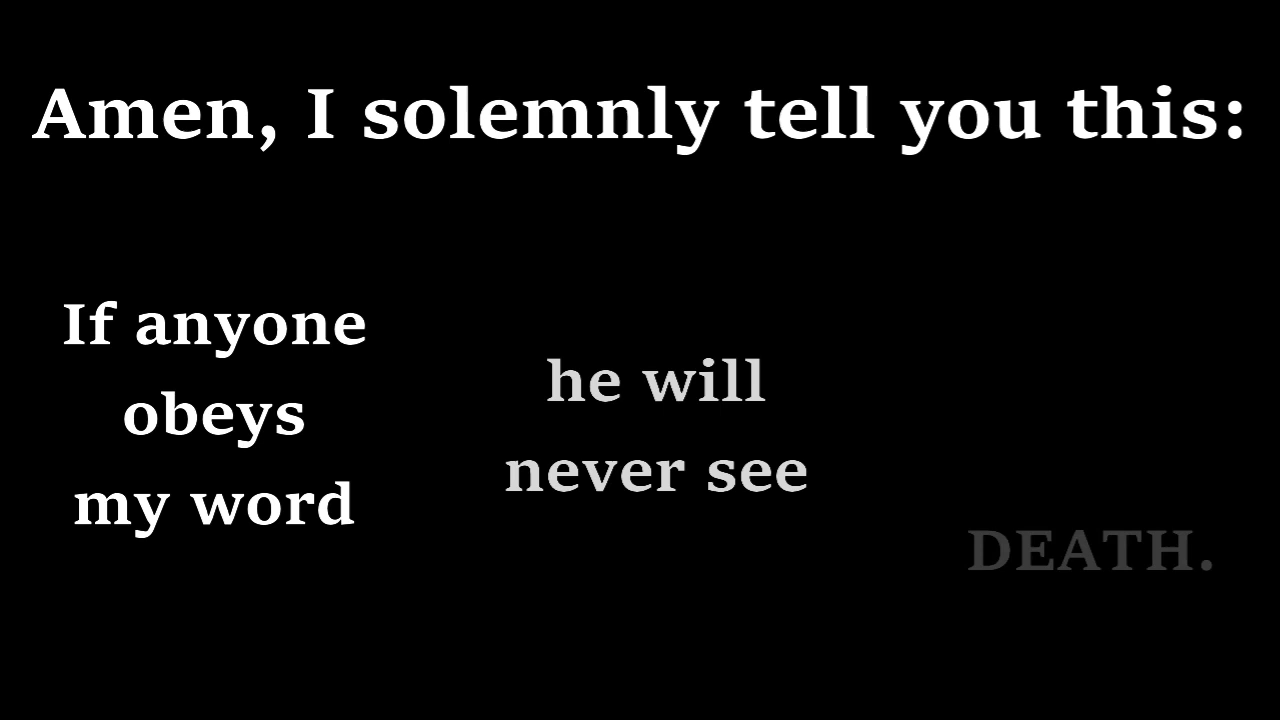 Amen, I solemnly tell you this:
If anyone
obeys
my word
he will
never see
DEATH.